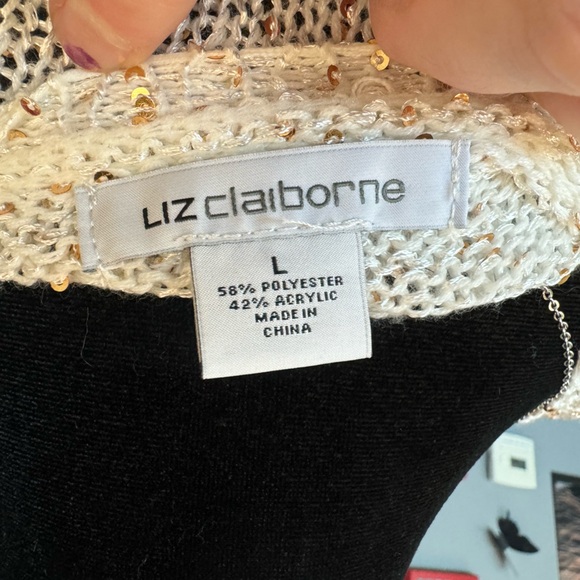 LIZ claiborne
L
58% POLYESTER
42% ACRYLIC
MADE IN
CHINA